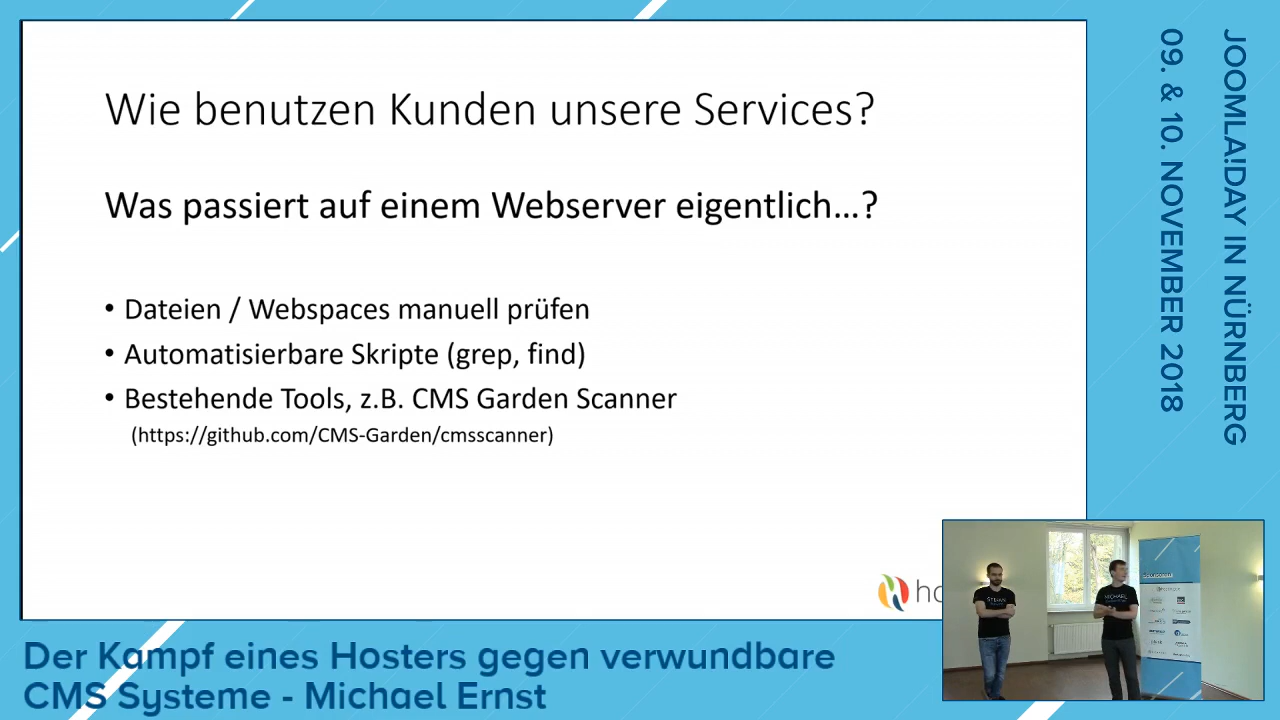 Wie benutzen Kunden unsere Services?
Was passiert auf einem Webserver eigentlich...?
• Dateien / Webspaces manuell prüfen
• Automatisierbare Skripte (grep, find)
• Bestehende Tools, z.B. CMS Garden Scanner
(https://github.com/CMS-Garden/cmsscanner)
JOOMLA!DAY IN NÜRNBERG
09. & 10. NOVEMBER 2018
MICHAEL
Der Kampf eines Hosters gegen verwundbare
CMS Systeme - Michael Ernst